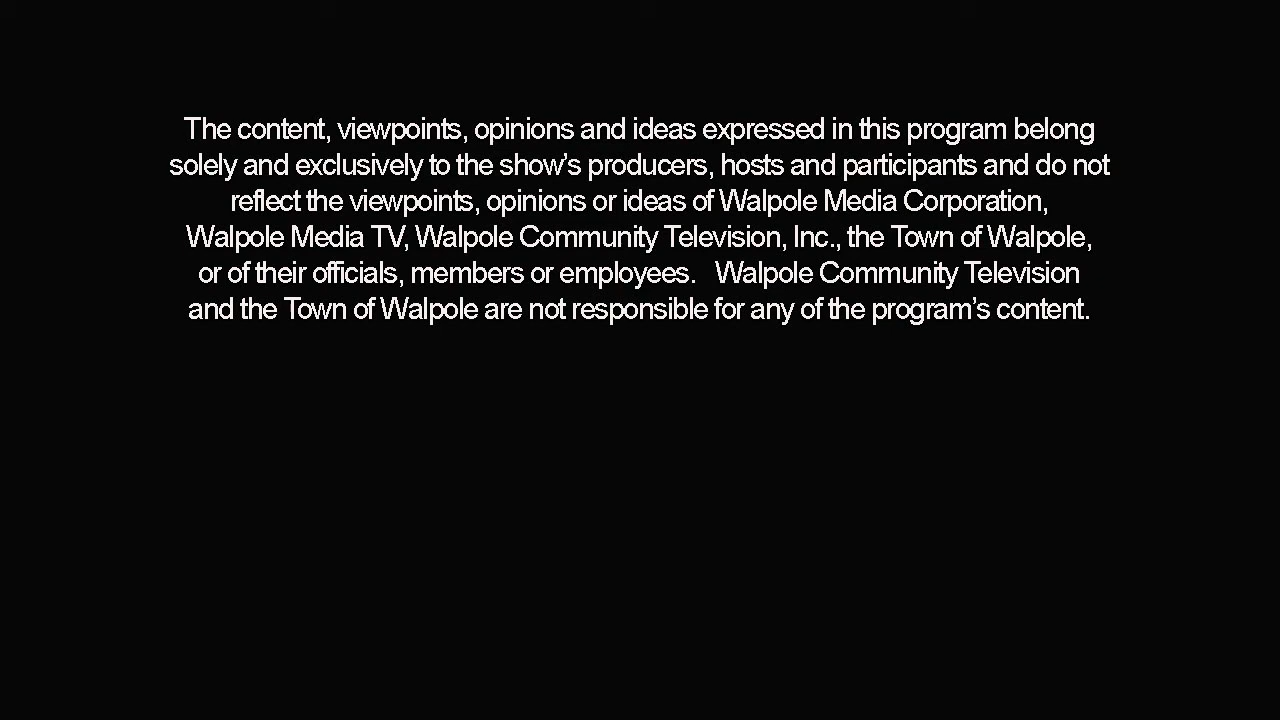 The content, viewpoints, opinions and ideas expressed in this program belong
solely and exclusively to the show’s producers, hosts and participants and do not
reflect the viewpoints, opinions or ideas of Walpole Media Corporation,
Walpole Media TV, Walpole Community Television, Inc., the Town of Walpole,
or of their officials, members or employees.   Walpole Community Television
and the Town of Walpole are not responsible for any of the program’s content.